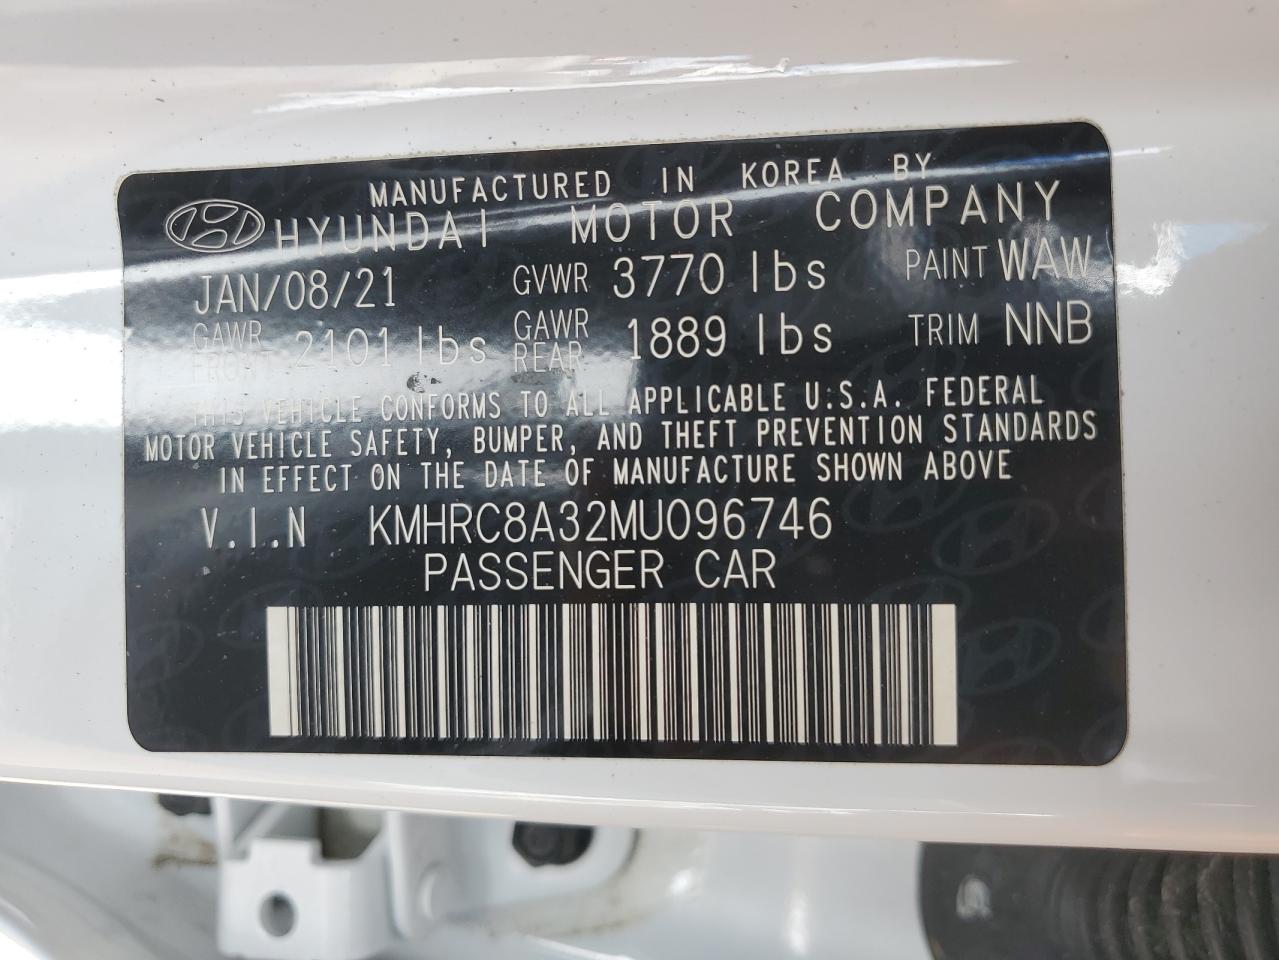 MANUFACTURED IN KOREA BY
HYUNDAI MOTOR COMPANY
JAN/08/21 GVWR 3770 lbs PAINT WAW
GAWR FRONT 2101 lbs GAWR REAR 1889 lbs TRIM NNB
THIS VEHICLE CONFORMS TO ALL APPLICABLE U.S.A. FEDERAL
MOTOR VEHICLE SAFETY, BUMPER, AND THEFT PREVENTION STANDARDS
IN EFFECT ON THE DATE OF MANUFACTURE SHOWN ABOVE
V.I.N KMHRC8A32MU096746
PASSENGER CAR